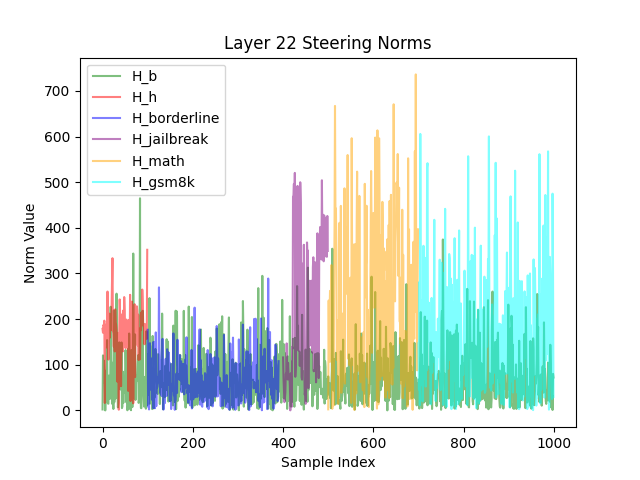 Layer 22 Steering Norms
H_b
H_h
H_borderline
H_jailbreak
H_math
H_gsm8k
Norm Value
700
600
500
400
300
200
100
0
0 200 400 600 800 1000
Sample Index